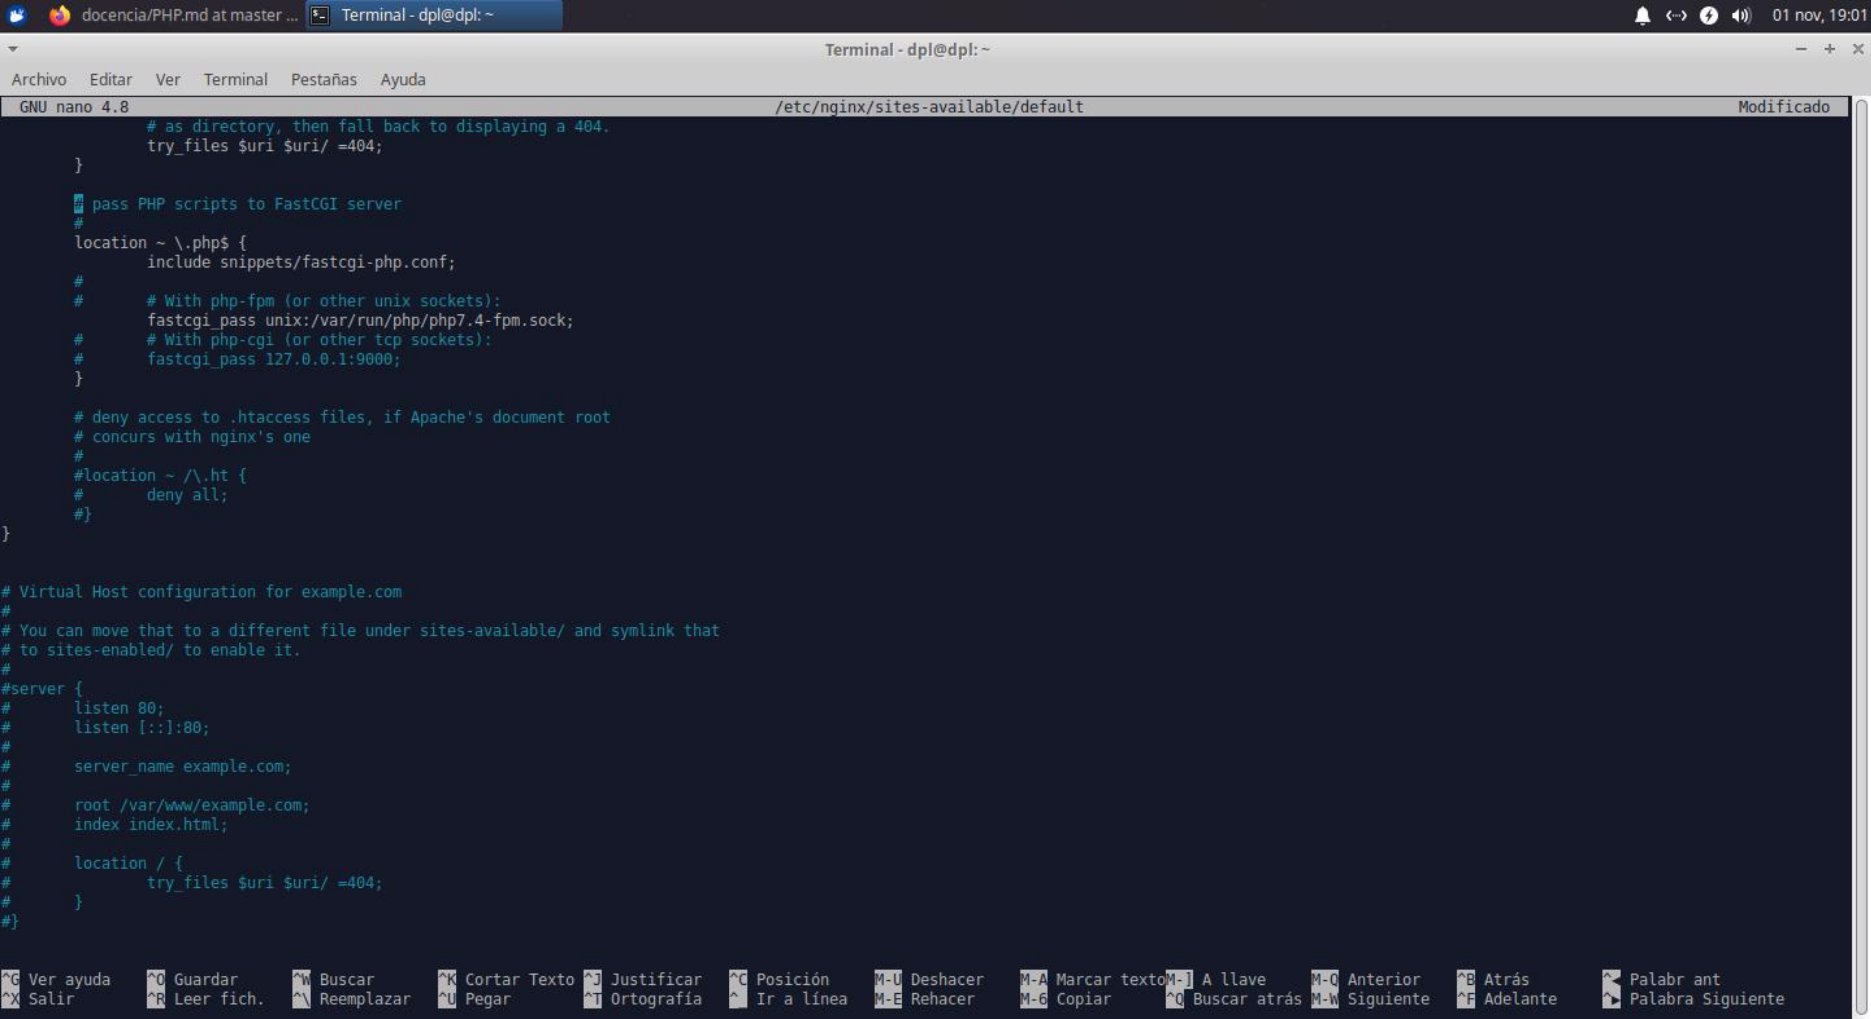 docencia/PHP.md at master ... Terminal - dpl@dpl: ~ 01 nov, 19:01
Terminal - dpl@dpl: ~
Archivo Editar Ver Terminal Pestañas Ayuda
GNU nano 4.8 /etc/nginx/sites-available/default Modificado
# as directory, then fall back to displaying a 404.
try_files $uri $uri/ =404;
}
# pass PHP scripts to FastCGI server
#
location ~ \.php$ {
include snippets/fastcgi-php.conf;
#
# # With php-fpm (or other unix sockets):
fastcgi_pass unix:/var/run/php/php7.4-fpm.sock;
# # With php-cgi (or other tcp sockets):
# fastcgi_pass 127.0.0.1:9000;
}
# deny access to .htaccess files, if Apache's document root
# concurs with nginx's one
#
#location ~ /\.ht {
# deny all;
#}
}
# Virtual Host configuration for example.com
#
# You can move that to a different file under sites-available/ and symlink that
# to sites-enabled/ to enable it.
#
#server {
# listen 80;
# listen [::]:80;
#
# server_name example.com;
#
# root /var/www/example.com;
# index index.html;
#
# location / {
# try_files $uri $uri/ =404;
# }
#}
^G Ver ayuda ^O Guardar ^W Buscar ^K Cortar Texto ^J Justificar ^C Posición M-U Deshacer M-A Marcar texto M-] A llave M-Q Anterior ^B Atrás ^◀ Palabr ant
^X Salir ^R Leer fich. ^\ Reemplazar ^U Pegar ^T Ortografía ^_ Ir a línea M-E Rehacer M-6 Copiar ^Q Buscar atrás M-W Siguiente ^F Adelante ^▶ Palabra Siguiente